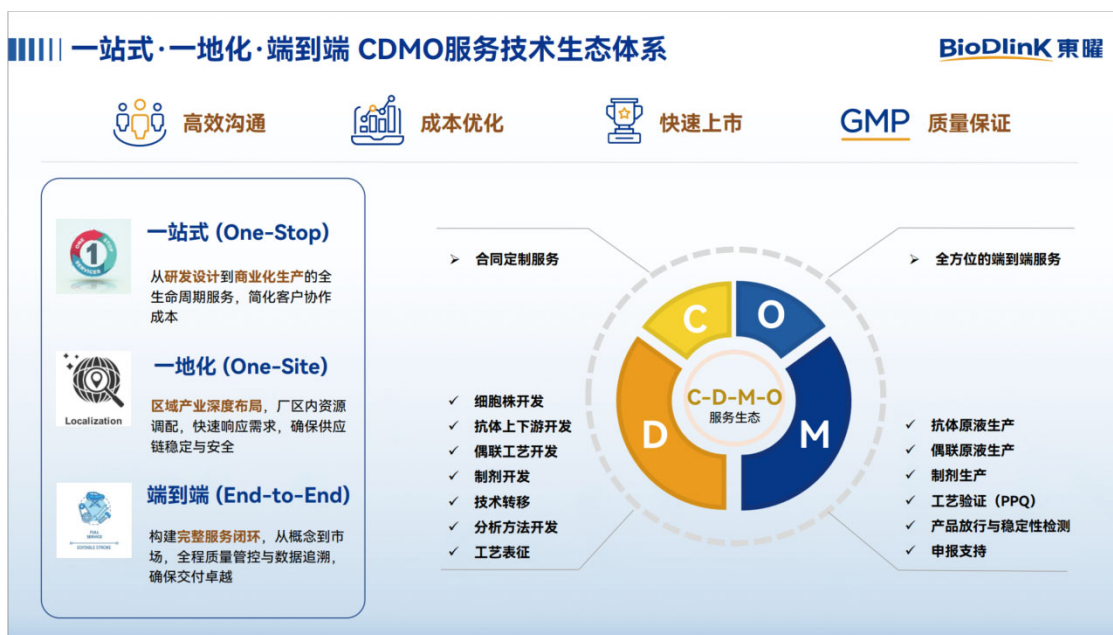 一站式·一地化·端到端 CDMO服务技术生态体系
BioDlink 東曜
高效沟通
成本优化
快速上市
GMP 质量保证
ONE STOP SERVICES
1
一站式 (One-Stop)
从研发设计到商业化生产的全
生命周期服务，简化客户协作
成本
Localization
一地化 (One-Site)
区域产业深度布局，厂区内资源
调配，快速响应需求，确保供应
链稳定与安全
FULL
SERVICE
EDITABLE STROKE
端到端 (End-to-End)
构建完整服务闭环，从概念到市
场，全程质量管控与数据追溯，
确保交付卓越
➢ 合同定制服务
✓ 细胞株开发
✓ 抗体上下游开发
✓ 偶联工艺开发
✓ 制剂开发
✓ 技术转移
✓ 分析方法开发
✓ 工艺表征
C
O
D
M
C-D-M-O
服务生态
➢ 全方位的端到端服务
✓ 抗体原液生产
✓ 偶联原液生产
✓ 制剂生产
✓ 工艺验证（PPQ）
✓ 产品放行与稳定性检测
✓ 申报支持